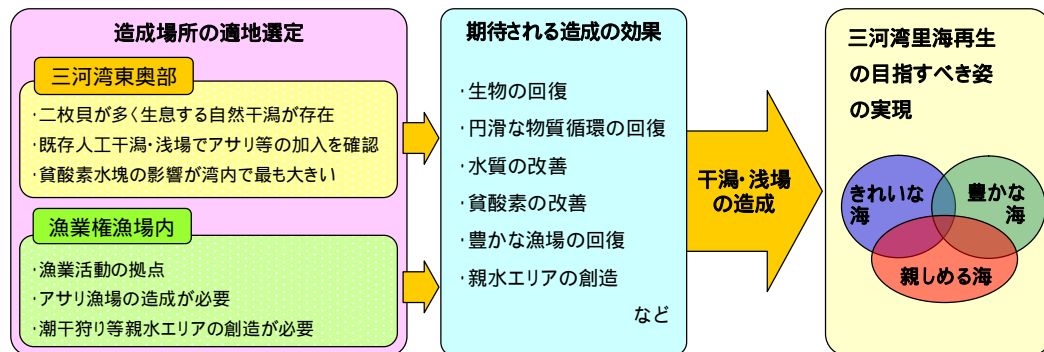 造成場所の適地選定
三河湾東奥部
・二枚貝が多く生息する自然干潟が存在
・既存人工干潟・浅場でアサリ等の加入を確認
・貧酸素水塊の影響が湾内で最も大きい
漁業権漁場内
・漁業活動の拠点
・アサリ漁場の造成が必要
・潮干狩り等親水エリアの創造が必要
期待される造成の効果
・生物の回復
・円滑な物質循環の回復
・水質の改善
・貧酸素の改善
・豊かな漁場の回復
・親水エリアの創造
など
干潟・浅場
の造成
三河湾里海再生
の目指すべき姿
の実現
きれいな
海
豊かな
海
親しめる海